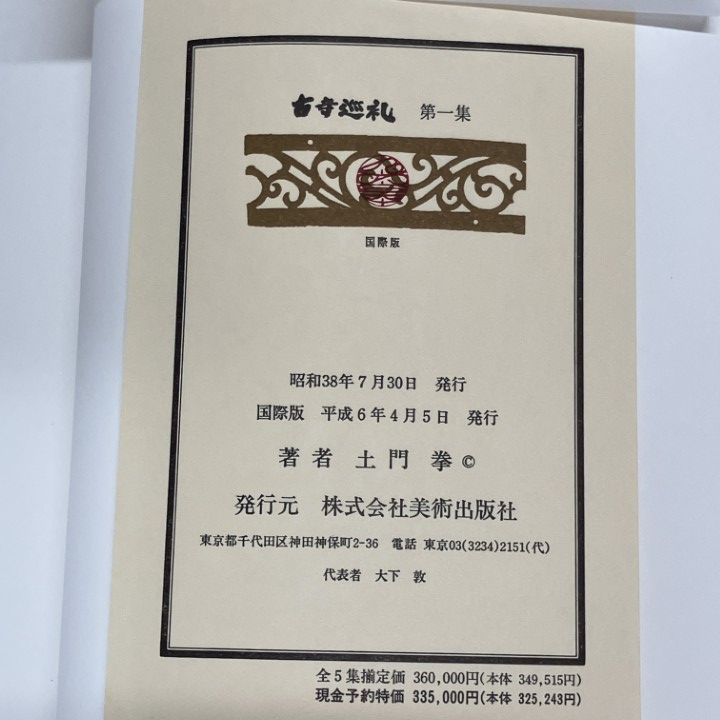 古寺巡礼 第一集
国際版
昭和38年7月30日 発行
国際版 平成6年4月5日 発行
著者 土門 拳 ©
発行元 株式会社美術出版社
東京都千代田区神田神保町2-36 電話 東京03(3234)2151(代)
代表者 大下 敦
全5集揃定価 360,000円(本体 349,515円)
現金予約特価 335,000円(本体 325,243円)